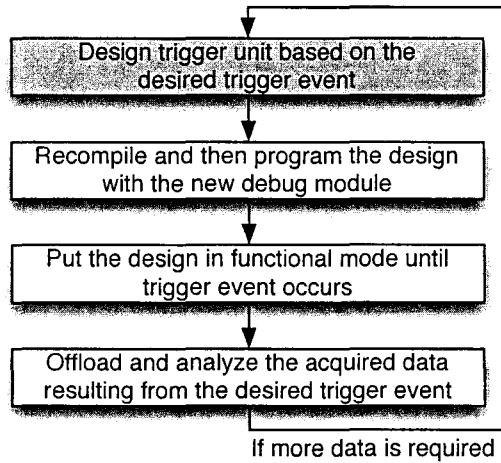 Design trigger unit based on the
desired trigger event
Recompile and then program the design
with the new debug module
Put the design in functional mode until
trigger event occurs
Offload and analyze the acquired data
resulting from the desired trigger event
If more data is required